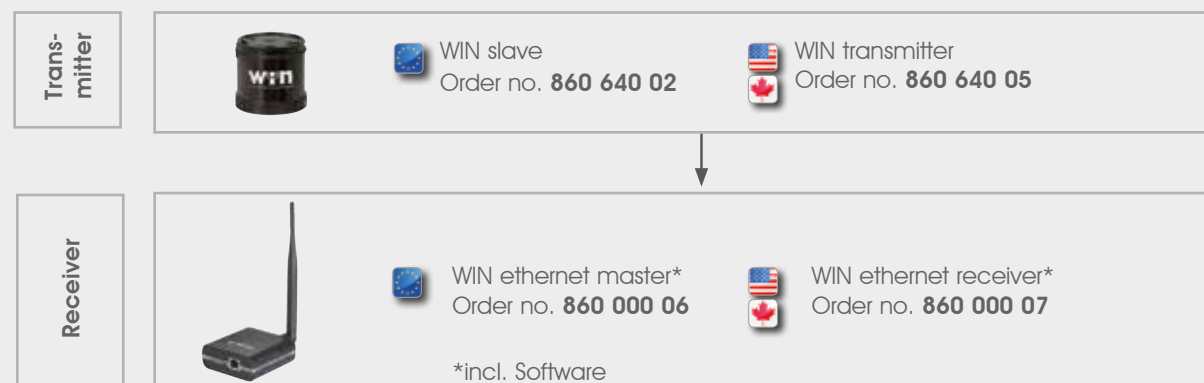 Trans-
mitter
win
WIN slave
Order no. 860 640 02
WIN transmitter
Order no. 860 640 05
Receiver
WIN ethernet master*
Order no. 860 000 06
WIN ethernet receiver*
Order no. 860 000 07
*incl. Software